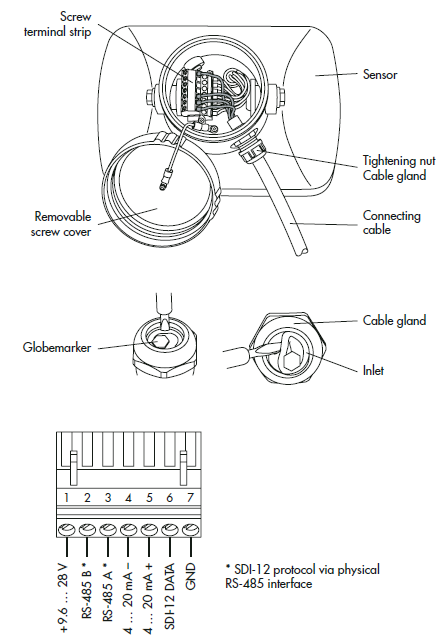 Screw
terminal strip
Sensor
Tightening nut
Cable gland
Removable
screw cover
Connecting
cable
Cable gland
Globemarker
Inlet
1 2 3 4 5 6 7
+9.6 ... 28 V
RS-485 B *
RS-485 A *
4 ... 20 mA −
4 ... 20 mA +
SDI-12 DATA
GND
* SDI-12 protocol via physical
RS-485 interface